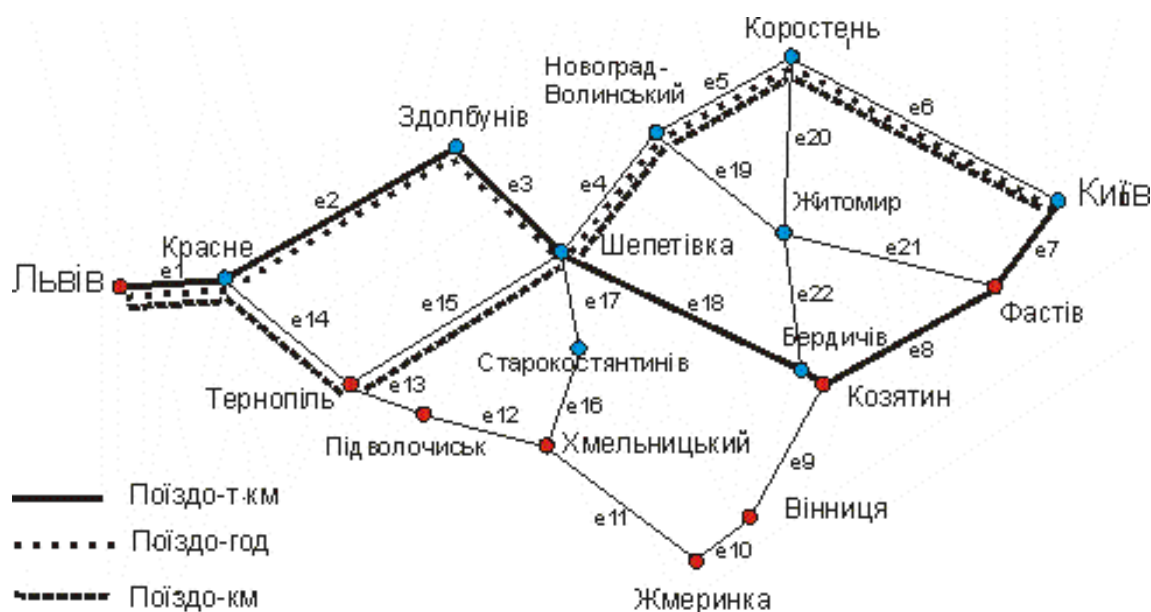 Коростень
Новоград-
Волинський
e5
e6
Здолбунів
e20
e4
e19
e3
e2
Житомир
Київ
Красне
Шепетівка
e21
e7
Львів
e1
e15
e17
e18
e22
Фастів
e14
Бердичів
e8
Старокостянтинів
Тернопіль
e13
e16
Козятин
e12
Підволочиськ
Хмельницький
e9
Поїздо-т·км
e11
Вінниця
Поїздо-год
e10
Поїздо-км
Жмеринка